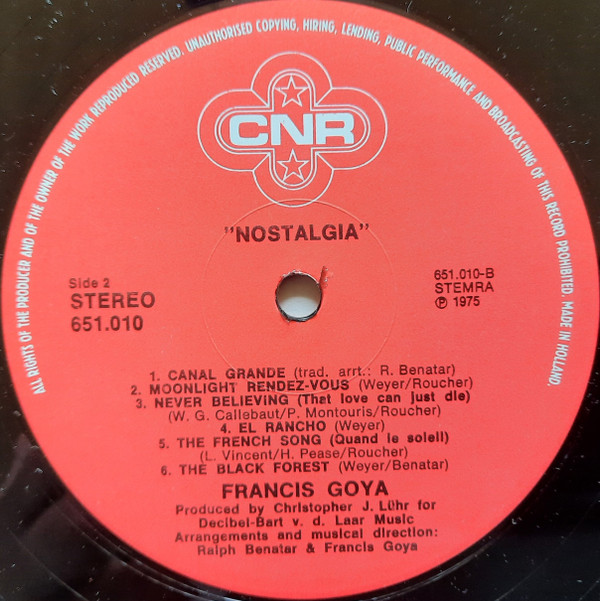 ALL RIGHTS OF THE PRODUCER AND OF THE OWNER OF THE WORK REPRODUCED RESERVED. UNAUTHORISED COPYING, HIRING, LENDING, PUBLIC PERFORMANCE AND BROADCASTING OF THIS RECORD PROHIBITED. MADE IN HOLLAND.
CNR
"NOSTALGIA"
Side 2
STEREO
651.010
651.010-B
STEMRA
℗ 1975
1. CANAL GRANDE (trad. arrt.: R. Benatar)
2. MOONLIGHT RENDEZ-VOUS (Weyer/Roucher)
3. NEVER BELIEVING (That love can just die)
(W. G. Callebaut/P. Montouris/Roucher)
4. EL RANCHO (Weyer)
5. THE FRENCH SONG (Quand le soleil)
(L. Vincent/H. Pease/Roucher)
6. THE BLACK FOREST (Weyer/Benatar)
FRANCIS GOYA
Produced by Christopher J. Lühr for
Decibel-Bart v. d. Laar Music
Arrangements and musical direction:
Ralph Benatar & Francis Goya